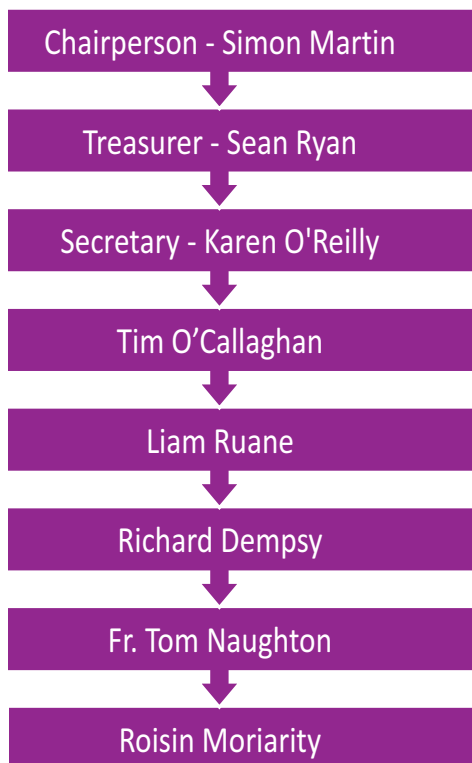 Chairperson - Simon Martin
Treasurer - Sean Ryan
Secretary - Karen O'Reilly
Tim O’Callaghan
Liam Ruane
Richard Dempsy
Fr. Tom Naughton
Roisin Moriarity